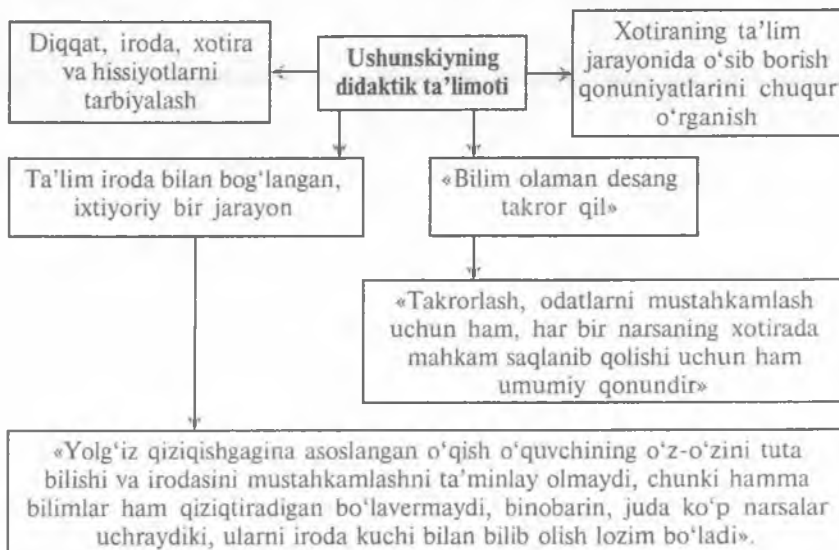 Diqqat, iroda, xotira
va hissiyotlarni
tarbiyalash
Ushunskiyning
didaktik ta’limoti
Xotiraning ta’lim
jarayonida o‘sib borish
qonuniyatlarini chuqur
o‘rganish
Ta’lim iroda bilan bog‘langan,
ixtiyoriy bir jarayon
«Bilim olaman desang
takror qil»
«Takrorlash, odatlarni mustahkamlash
uchun ham, har bir narsaning xotirada
mahkam saqlanib qolishi uchun ham
umumiy qonundir»
«Yolg‘iz qiziqishgagina asoslangan o‘qish o‘quvchining o‘z-o‘zini tuta
bilishi va irodasini mustahkamlashni ta’minlay olmaydi, chunki hamma
bilimlar ham qiziqtiradigan bo‘lavermaydi, binobarin, juda ko‘p narsalar
uchraydiki, ularni iroda kuchi bilan bilib olish lozim bo‘ladi».